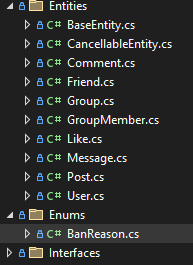 Entities
C# BaseEntity.cs
C# CancellableEntity.cs
C# Comment.cs
C# Friend.cs
C# Group.cs
C# GroupMember.cs
C# Like.cs
C# Message.cs
C# Post.cs
C# User.cs
Enums
C# BanReason.cs
Interfaces